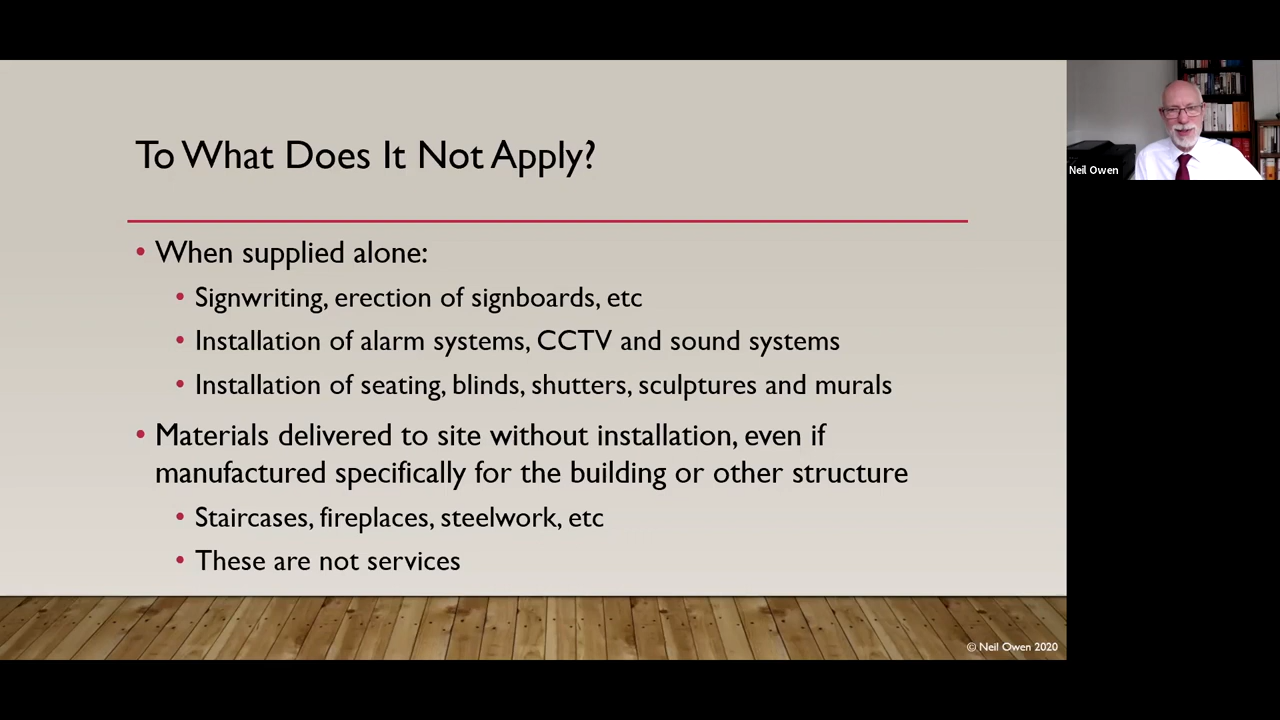 To What Does It Not Apply?
• When supplied alone:
• Signwriting, erection of signboards, etc
• Installation of alarm systems, CCTV and sound systems
• Installation of seating, blinds, shutters, sculptures and murals
• Materials delivered to site without installation, even if
manufactured specifically for the building or other structure
• Staircases, fireplaces, steelwork, etc
• These are not services
© Neil Owen 2020
Neil Owen